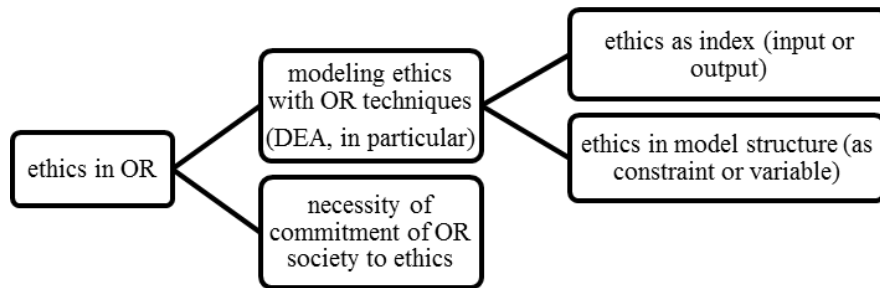 ethics in OR
modeling ethics
with OR techniques
(DEA, in particular)
necessity of
commitment of OR
society to ethics
ethics as index (input or
output)
ethics in model structure (as
constraint or variable)